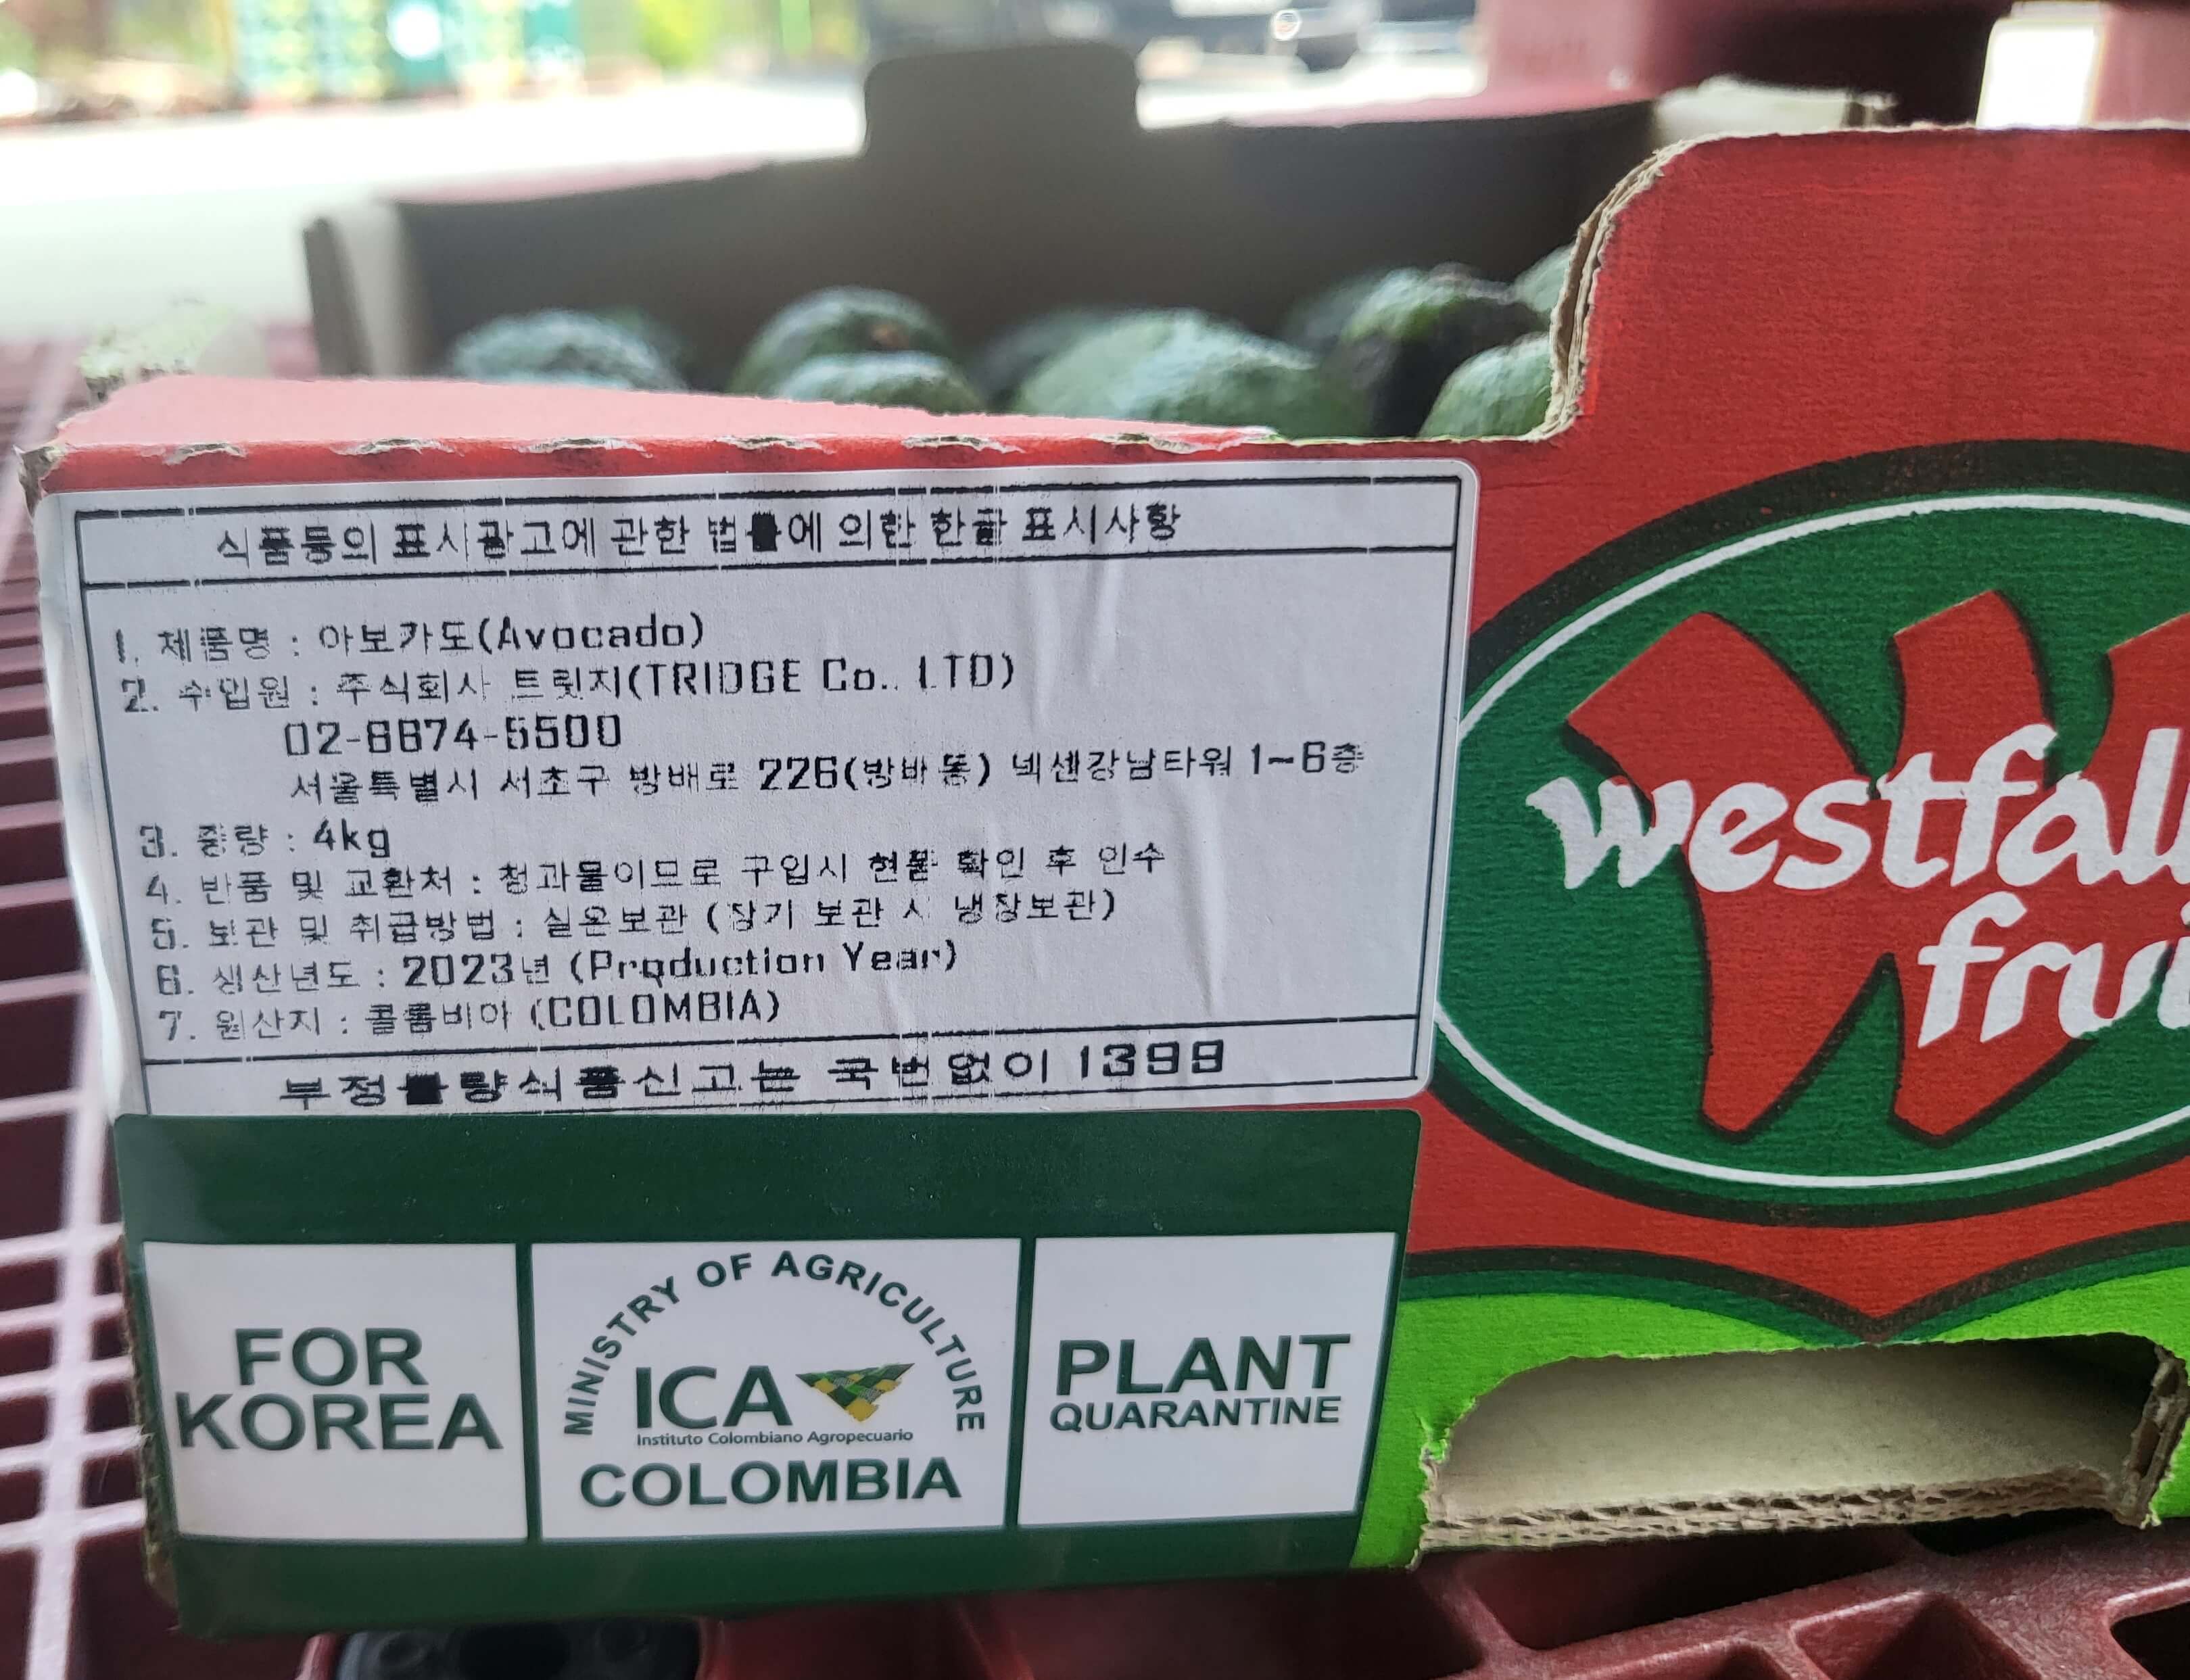 식품등의 표시광고에 관한 법률에 의한 한글 표시사항
1. 제품명 : 아보카도(Avocado)
2. 수입원 : 주식회사 트릿지(TRIDGE Co., LTD)
02-8874-5500
서울특별시 서초구 방배로 226(방배동) 넥센강남타워 1~6층
3. 중량 : 4kg
4. 반품 및 교환처 : 청과물이므로 구입시 현품 확인 후 인수
5. 보관 및 취급방법 : 실온보관 (장기 보관 시 냉장보관)
6. 생산년도 : 2023년 (Production Year)
7. 원산지 : 콜롬비아 (COLOMBIA)
부정불량식품신고는 국번없이 1399
westfall
frui
FOR
KOREA
MINISTRY OF AGRICULTURE
ICA
Instituto Colombiano Agropecuario
COLOMBIA
PLANT
QUARANTINE